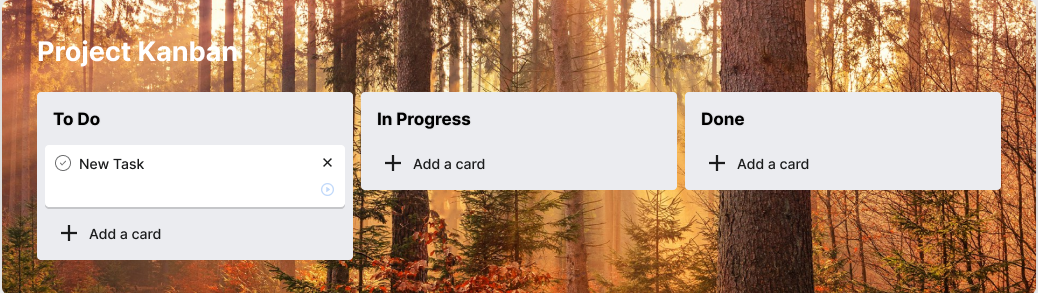 Project Kanban
To Do
New Task
Add a card
In Progress
Add a card
Done
Add a card